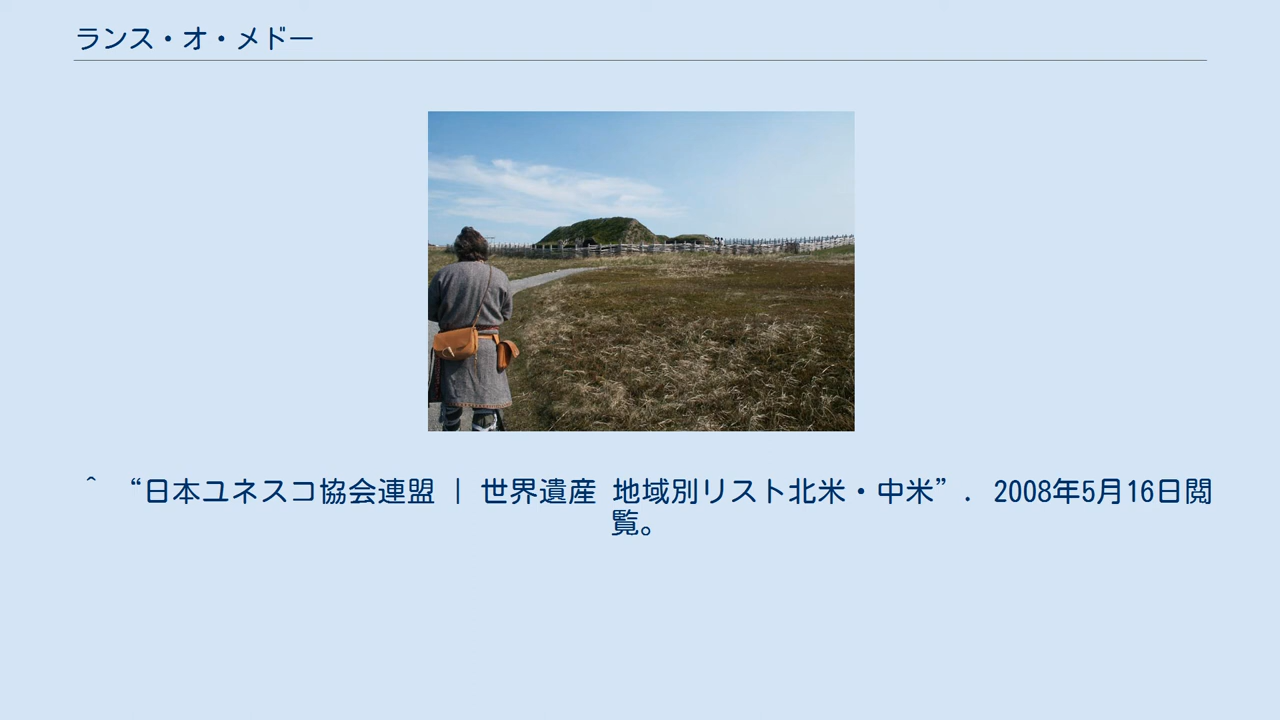 ランス・オ・メドー
^ “日本ユネスコ協会連盟 | 世界遺産 地域別リスト北米・中米”. 2008年5月16日閲
覧。